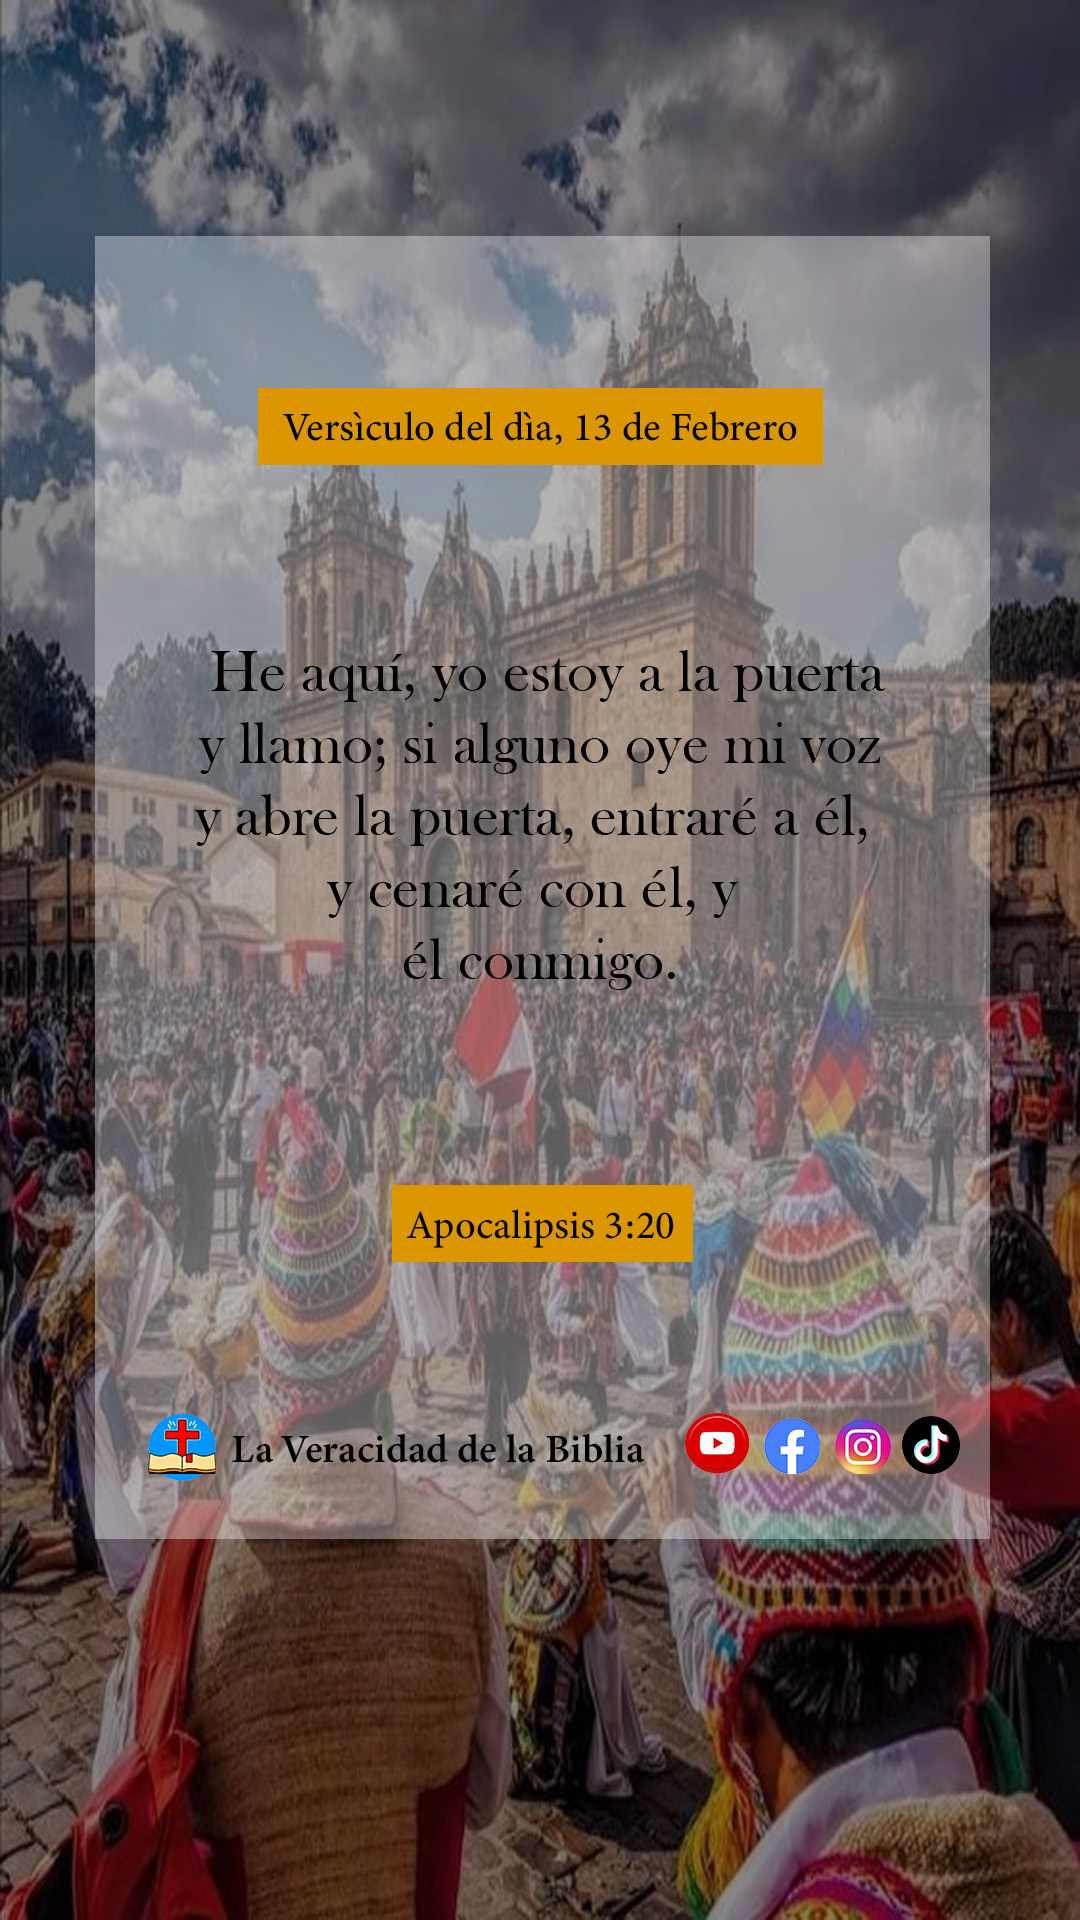 Versìculo del dìa, 13 de Febrero
He aquí, yo estoy a la puerta
y llamo; si alguno oye mi voz
y abre la puerta, entraré a él,
y cenaré con él, y
él conmigo.
Apocalipsis 3:20
La Veracidad de la Biblia